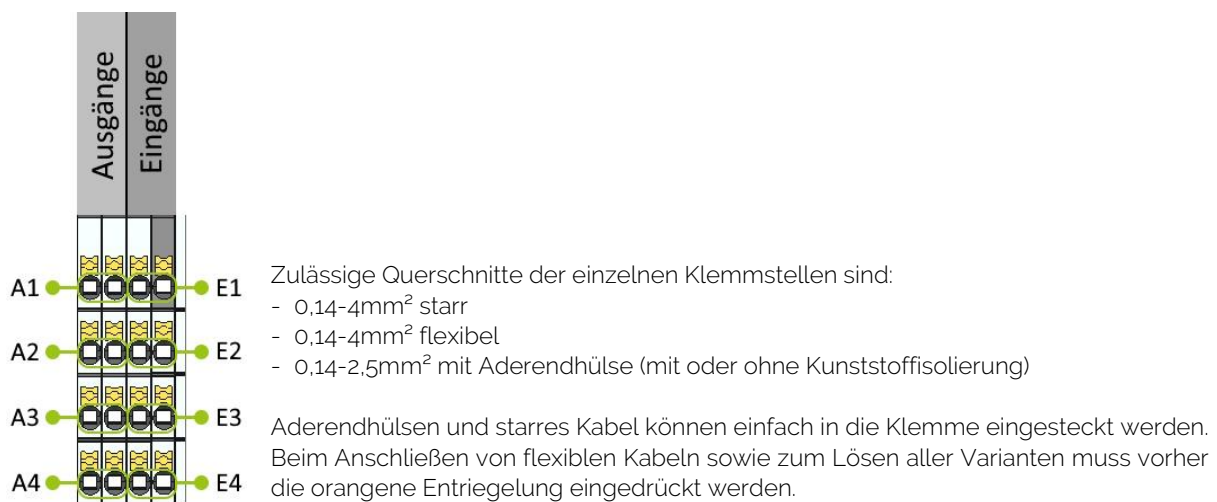 Ausgänge
Eingänge
A1
E1
A2
E2
A3
E3
A4
E4
Zulässige Querschnitte der einzelnen Klemmstellen sind:
- 0,14-4mm² starr
- 0,14-4mm² flexibel
- 0,14-2,5mm² mit Aderendhülse (mit oder ohne Kunststoffisolierung)
Aderendhülsen und starres Kabel können einfach in die Klemme eingesteckt werden.
Beim Anschließen von flexiblen Kabeln sowie zum Lösen aller Varianten muss vorher
die orangene Entriegelung eingedrückt werden.